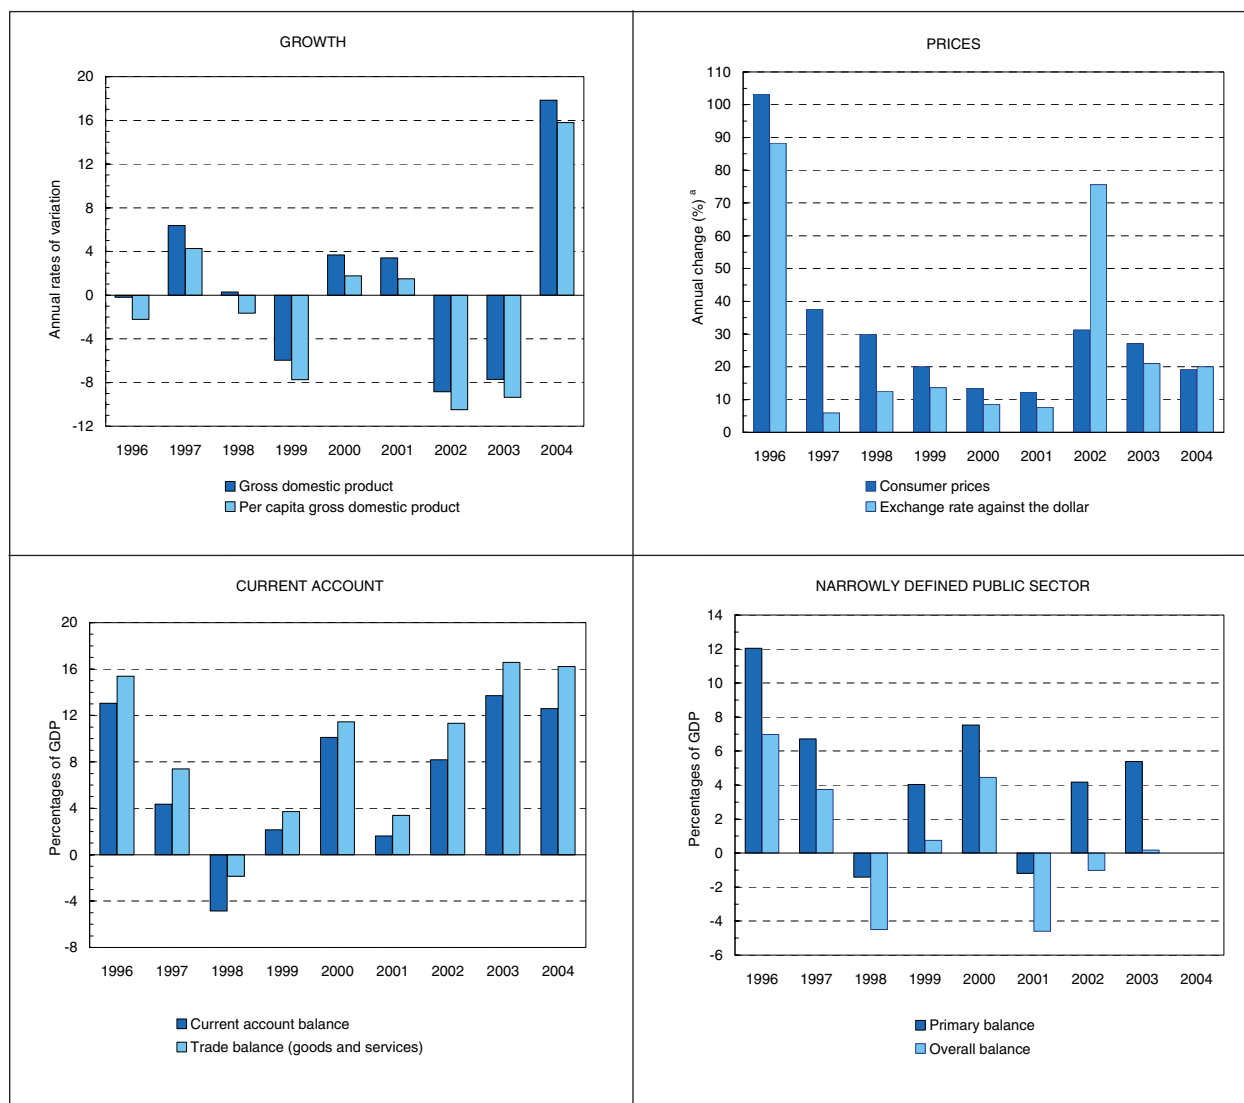 GROWTH
Annual rates of variation
20
16
12
8
4
0
-4
-8
-12
1996 1997 1998 1999 2000 2001 2002 2003 2004
Gross domestic product
Per capita gross domestic product
PRICES
Annual change (%) a
110
100
90
80
70
60
50
40
30
20
10
0
1996 1997 1998 1999 2000 2001 2002 2003 2004
Consumer prices
Exchange rate against the dollar
CURRENT ACCOUNT
Percentages of GDP
20
16
12
8
4
0
-4
-8
1996 1997 1998 1999 2000 2001 2002 2003 2004
Current account balance
Trade balance (goods and services)
NARROWLY DEFINED PUBLIC SECTOR
Percentages of GDP
14
12
10
8
6
4
2
0
-2
-4
-6
1996 1997 1998 1999 2000 2001 2002 2003 2004
Primary balance
Overall balance